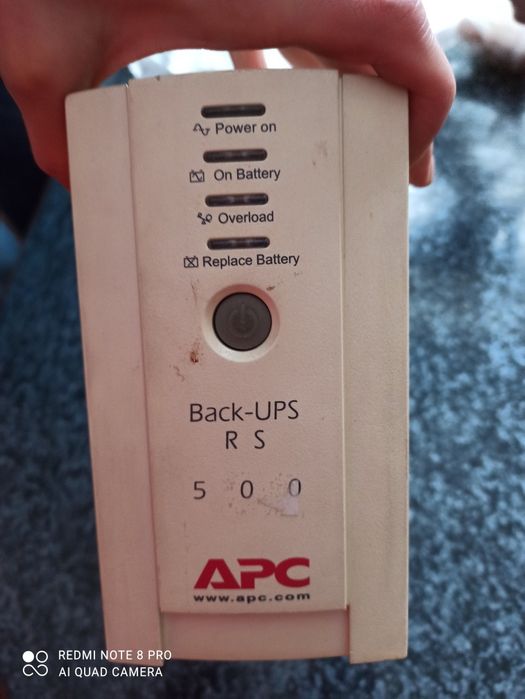 Power on
On Battery
Overload
Replace Battery
Back-UPS
R S
5 0 0
APC
www.apc.com
REDMI NOTE 8 PRO
AI QUAD CAMERA